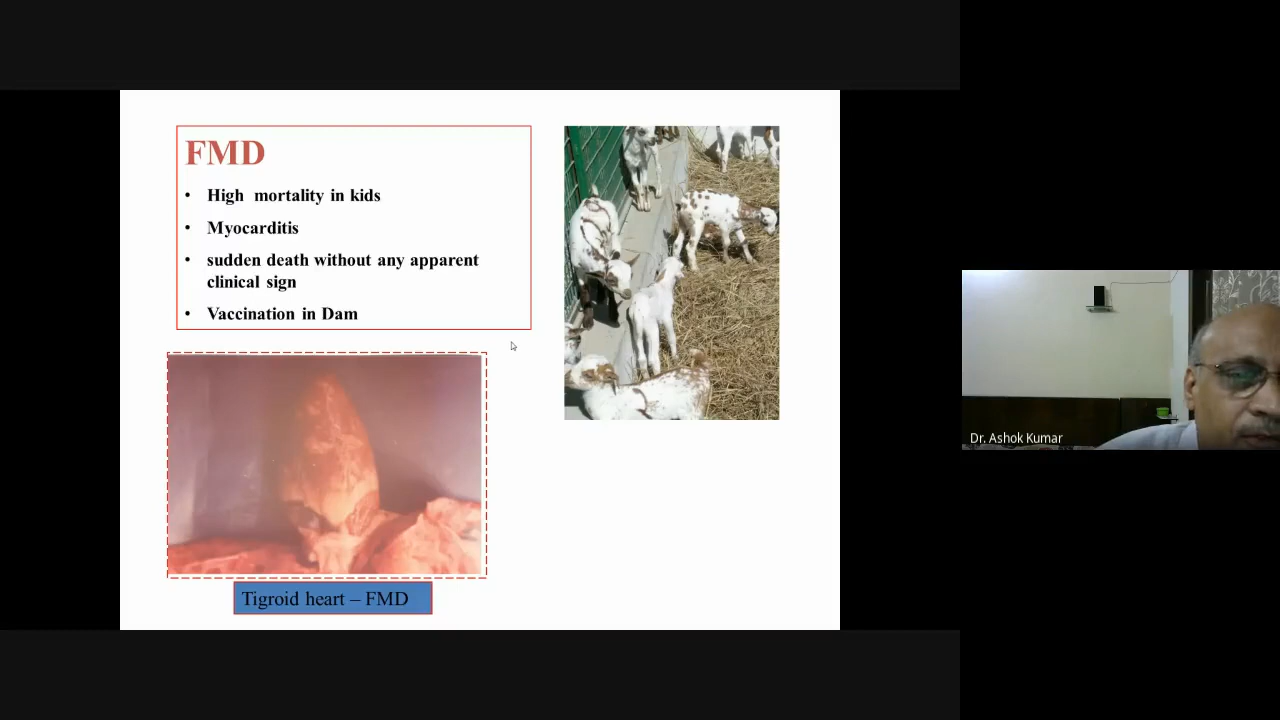 FMD
• High mortality in kids
• Myocarditis
• sudden death without any apparent
clinical sign
• Vaccination in Dam
Tigroid heart – FMD
Dr. Ashok Kumar